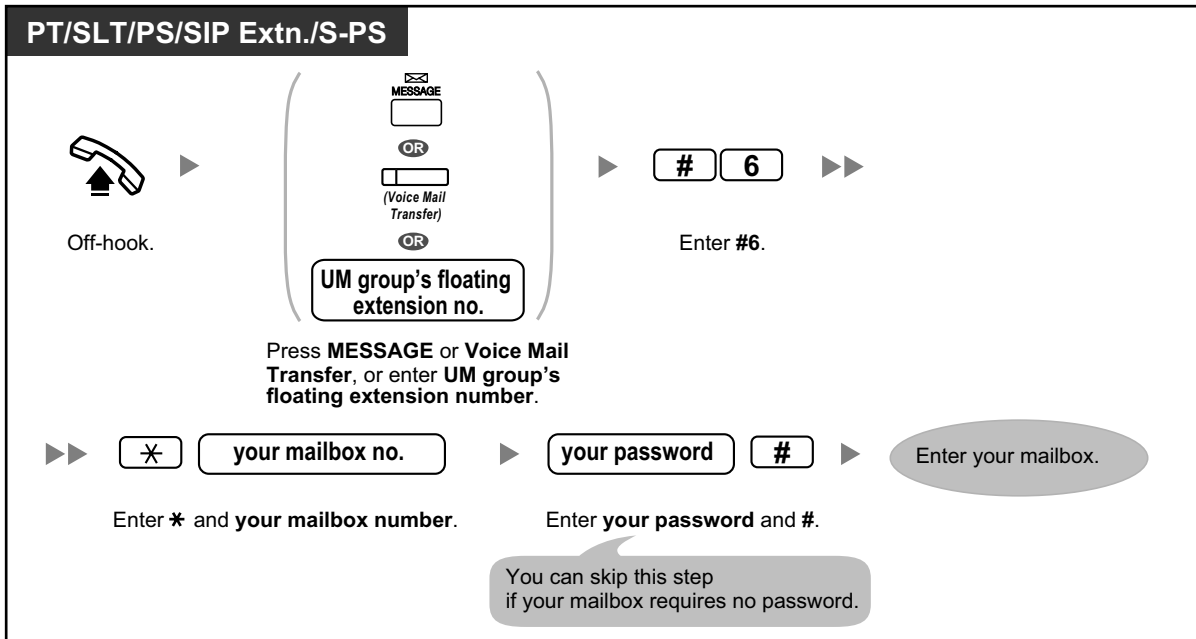 PT/SLT/PS/SIP Extn./S-PS
MESSAGE
OR
(Voice Mail
Transfer)
OR
UM group's floating
extension no.
# 6
Off-hook.
Enter #6.
Press MESSAGE or Voice Mail
Transfer, or enter UM group's
floating extension number.
* your mailbox no.
your password #
Enter your mailbox.
Enter * and your mailbox number.
Enter your password and #.
You can skip this step
if your mailbox requires no password.